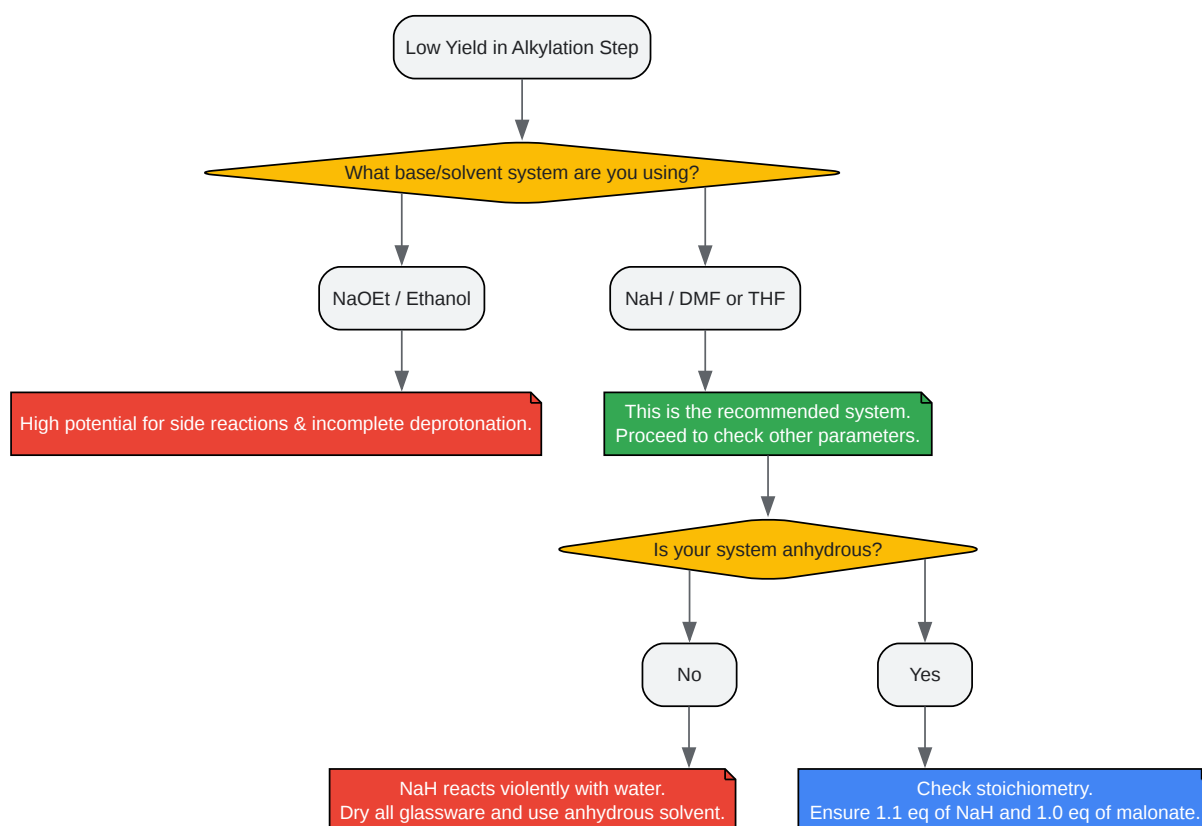 Low Yield in Alkylation Step
What base/solvent system are you using?
NaOEt / Ethanol
NaH / DMF or THF
High potential for side reactions & incomplete deprotonation.
This is the recommended system.
Proceed to check other parameters.
Is your system anhydrous?
No
Yes
NaH reacts violently with water.
Dry all glassware and use anhydrous solvent.
Check stoichiometry.
Ensure 1.1 eq of NaH and 1.0 eq of malonate.